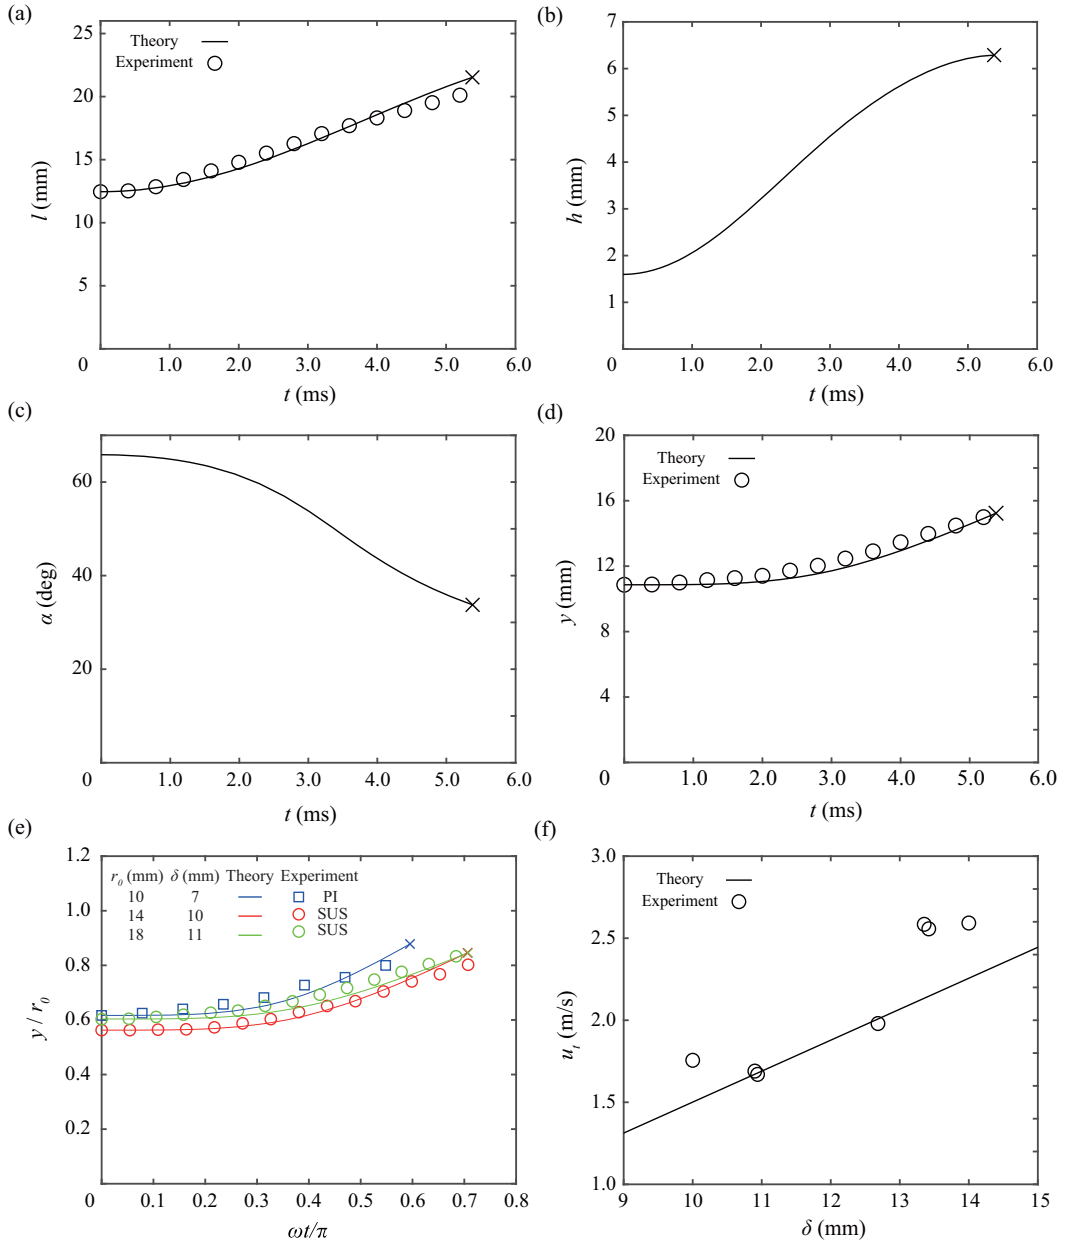 (a)
25
20
15
10
5
0
1.0
2.0
3.0
4.0
5.0
6.0
l (mm)
t (ms)
Theory
Experiment
(b)
7
6
5
4
3
2
1
0
1.0
2.0
3.0
4.0
5.0
6.0
h (mm)
t (ms)
(c)
60
40
20
0
1.0
2.0
3.0
4.0
5.0
6.0
α (deg)
t (ms)
(d)
20
16
12
8
4
0
1.0
2.0
3.0
4.0
5.0
6.0
y (mm)
t (ms)
Theory
Experiment
(e)
1.2
1.0
0.8
0.6
0.4
0.2
0
0.1
0.2
0.3
0.4
0.5
0.6
0.7
0.8
y / r0
ωt/π
r0 (mm) δ (mm) Theory Experiment
10 7 PI
14 10 SUS
18 11 SUS
(f)
3.0
2.5
2.0
1.5
1.0
9
10
11
12
13
14
15
ut (m/s)
δ (mm)
Theory
Experiment